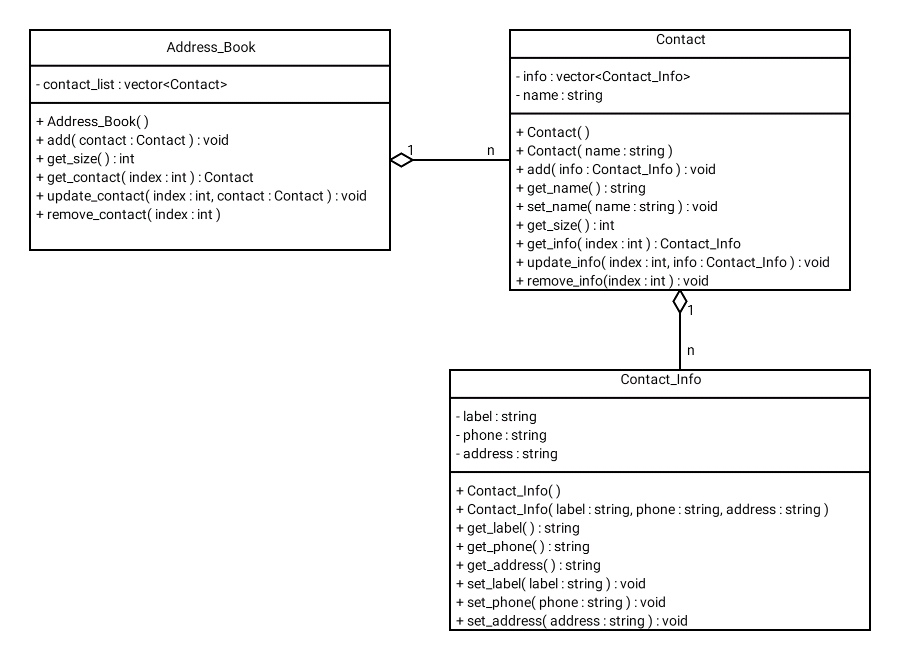 Address_Book
- contact_list : vector<Contact>
+ Address_Book( )
+ add( contact : Contact ) : void
+ get_size( ) : int
+ get_contact( index : int ) : Contact
+ update_contact( index : int, contact : Contact ) : void
+ remove_contact( index : int )
1
n
Contact
- info : vector<Contact_Info>
- name : string
+ Contact( )
+ Contact( name : string )
+ add( info : Contact_Info ) : void
+ get_name( ) : string
+ set_name( name : string ) : void
+ get_size( ) : int
+ get_info( index : int ) : Contact_Info
+ update_info( index : int, info : Contact_Info ) : void
+ remove_info(index : int ) : void
1
n
Contact_Info
- label : string
- phone : string
- address : string
+ Contact_Info( )
+ Contact_Info( label : string, phone : string, address : string )
+ get_label( ) : string
+ get_phone( ) : string
+ get_address( ) : string
+ set_label( label : string ) : void
+ set_phone( phone : string ) : void
+ set_address( address : string ) : void